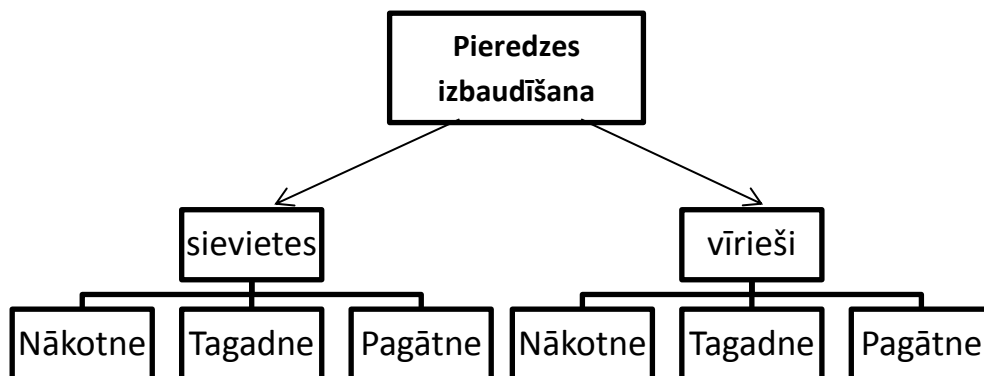 Pieredzes
izbaudīšana
sievietes
vīrieši
Nākotne
Tagadne
Pagātne
Nākotne
Tagadne
Pagātne